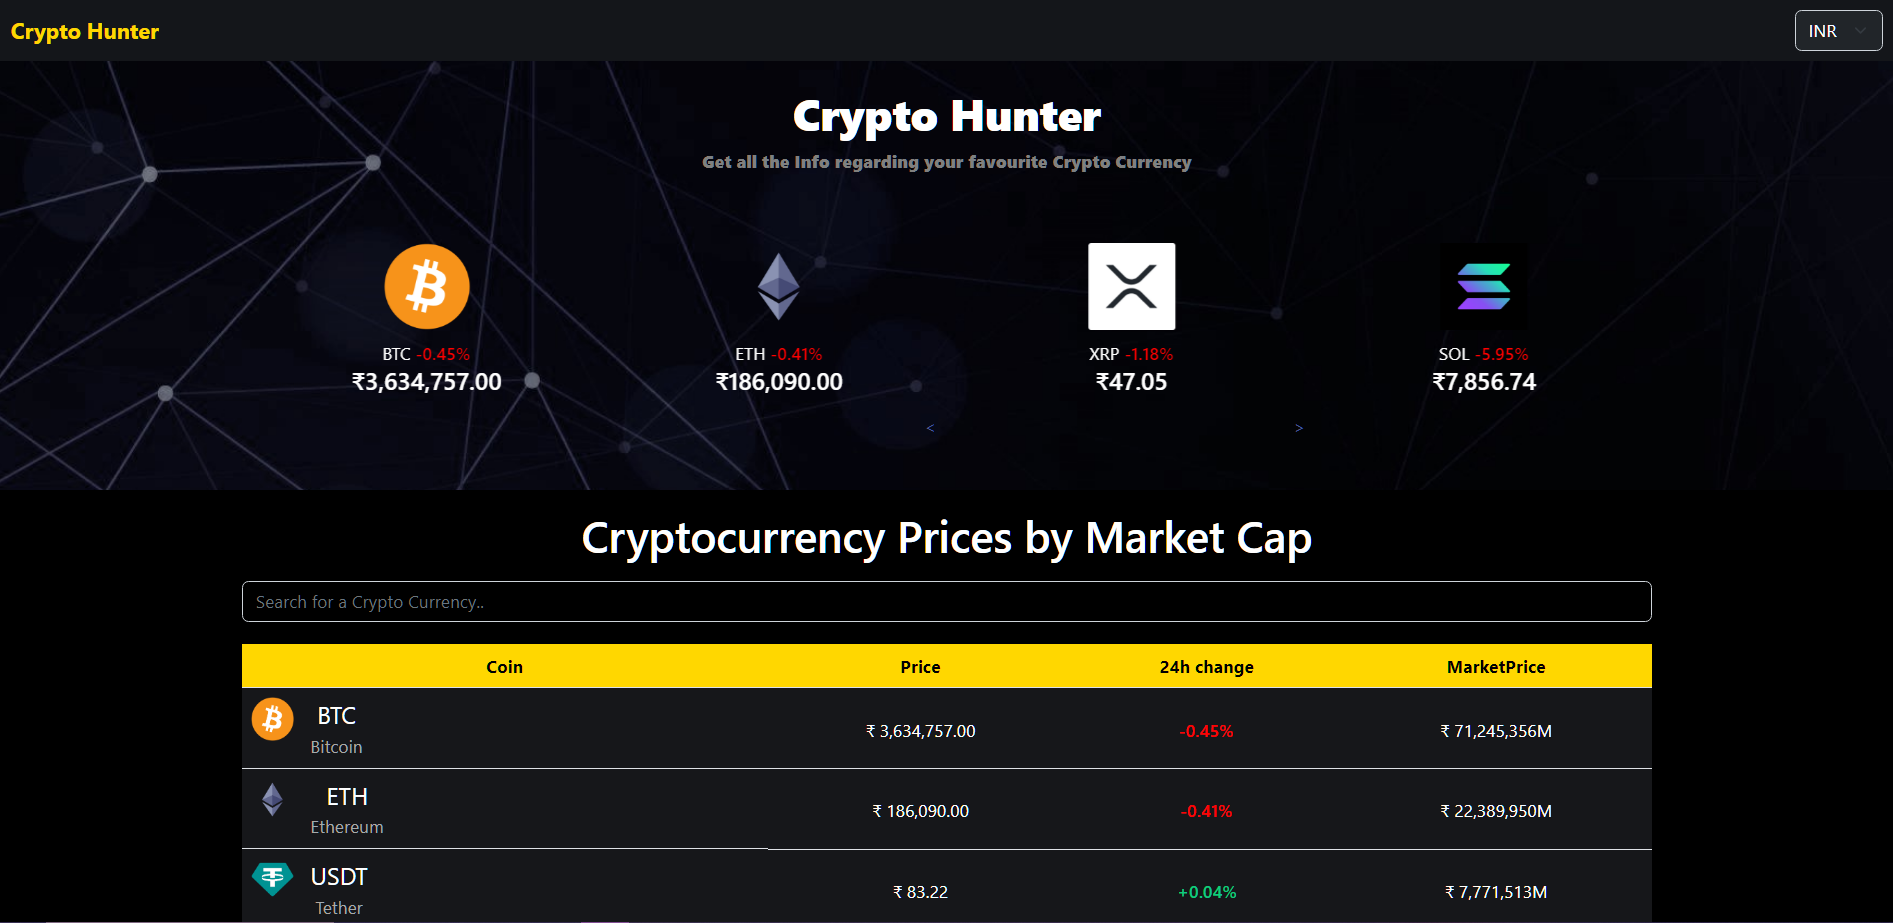 Crypto Hunter
INR
Crypto Hunter
Get all the Info regarding your favourite Crypto Currency
BTC -0.45%
₹3,634,757.00
ETH -0.41%
₹186,090.00
XRP -1.18%
₹47.05
SOL -5.95%
₹7,856.74
< >
Cryptocurrency Prices by Market Cap
Search for a Crypto Currency..
Coin Price 24h change MarketPrice
BTC
Bitcoin
₹ 3,634,757.00 -0.45% ₹ 71,245,356M
ETH
Ethereum
₹ 186,090.00 -0.41% ₹ 22,389,950M
USDT
Tether
₹ 83.22 +0.04% ₹ 7,771,513M